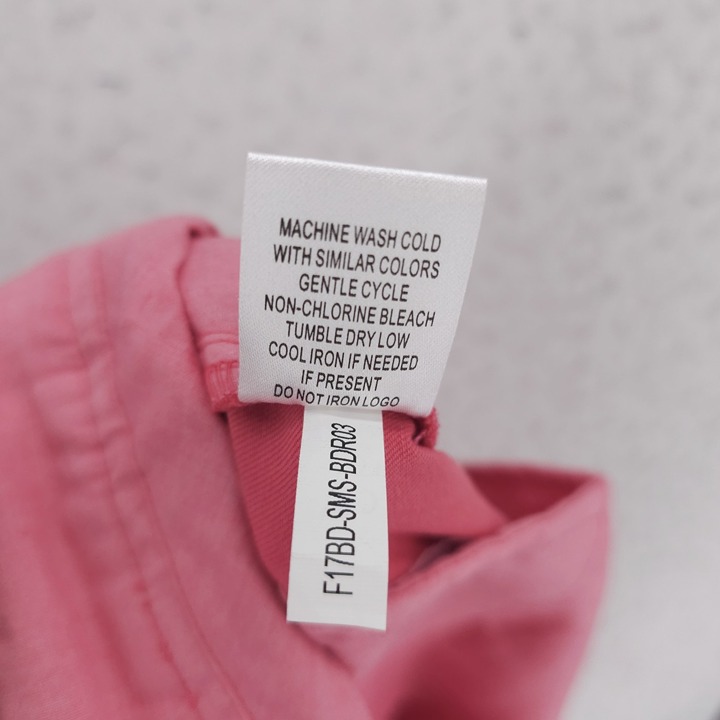 MACHINE WASH COLD
WITH SIMILAR COLORS
GENTLE CYCLE
NON-CHLORINE BLEACH
TUMBLE DRY LOW
COOL IRON IF NEEDED
IF PRESENT
DO NOT IRON LOGO
F17BD-SMS-BDR03